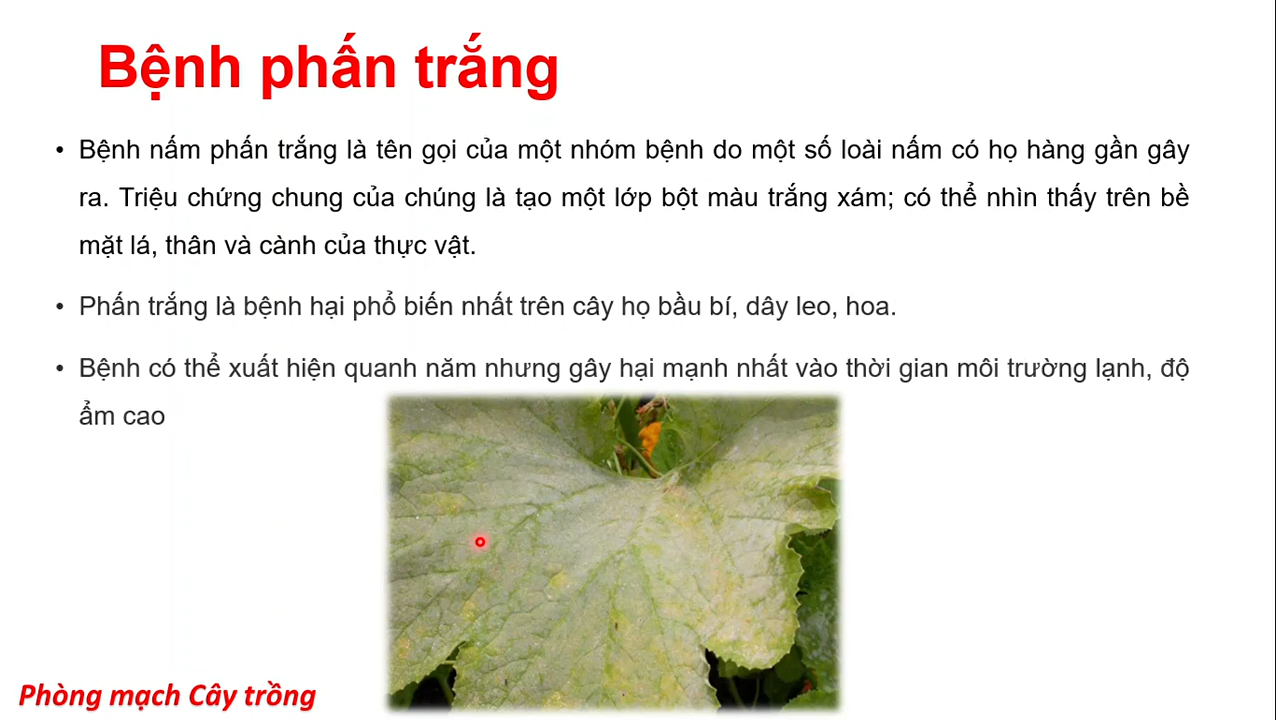 Bệnh phấn trắng
• Bệnh nấm phấn trắng là tên gọi của một nhóm bệnh do một số loài nấm có họ hàng gần gây
ra. Triệu chứng chung của chúng là tạo một lớp bột màu trắng xám; có thể nhìn thấy trên bề
mặt lá, thân và cành của thực vật.
• Phấn trắng là bệnh hại phổ biến nhất trên cây họ bầu bí, dây leo, hoa.
• Bệnh có thể xuất hiện quanh năm nhưng gây hại mạnh nhất vào thời gian môi trường lạnh, độ
ẩm cao
Phòng mạch Cây trồng